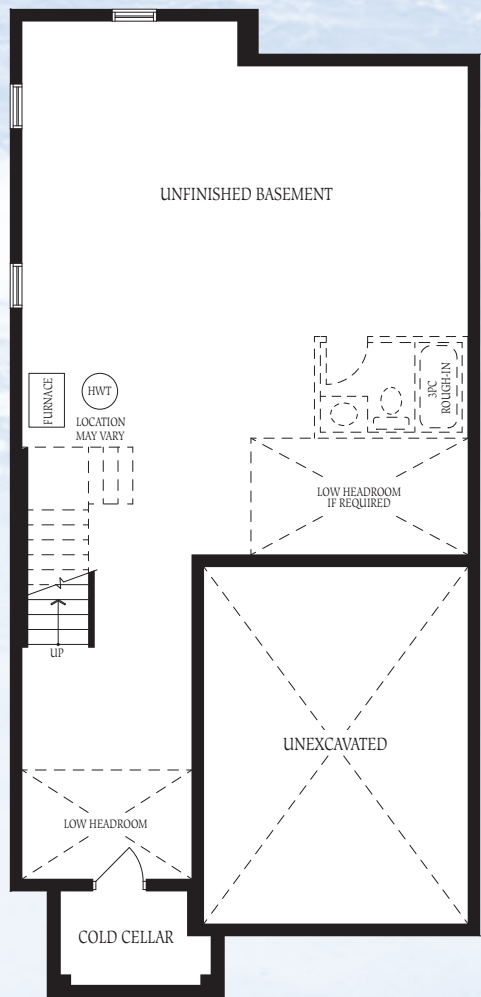 UNFINISHED BASEMENT
FURNACE
HWT
LOCATION
MAY VARY
3PC
ROUGH-IN
LOW HEADROOM
IF REQUIRED
UP
UNEXCAVATED
LOW HEADROOM
COLD CELLAR